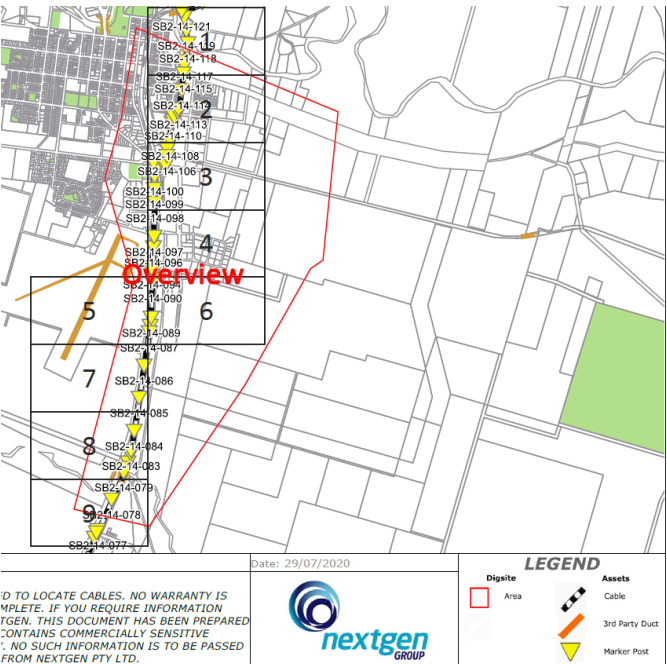 SB2-14-121
1
SB2-14-119
SB2-14-118
SB2-14-117
SB2-14-115
2
SB2-14-114
SB2-14-113
SB2-14-110
SB2-14-108
SB2-14-106
3
SB2-14-100
SB2-14-099
SB2-14-098
4
SB2-14-097
SB2-14-096
Overview
SB2-14-094
SB2-14-090
5
6
SB2-14-089
SB2-14-087
7
SB2-14-086
SB2-14-085
8
SB2-14-084
SB2-14-083
SB2-14-079
9
SB2-14-078
SB2-14-077
D TO LOCATE CABLES. NO WARRANTY IS
MPLETE. IF YOU REQUIRE INFORMATION
TGEN. THIS DOCUMENT HAS BEEN PREPARED
CONTAINS COMMERCIALLY SENSITIVE
. NO SUCH INFORMATION IS TO BE PASSED
FROM NEXTGEN PTY LTD.
Date: 29/07/2020
nextgen
GROUP
LEGEND
Digsite
Area
Assets
Cable
3rd Party Duct
Marker Post